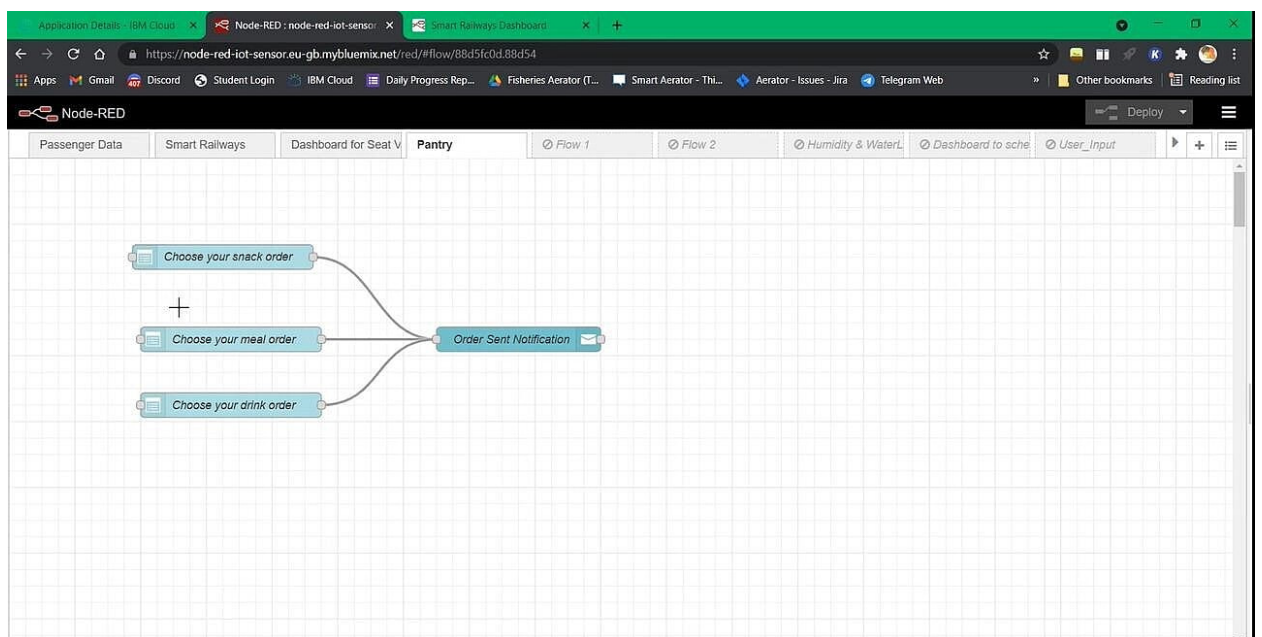 Application Details - IBM Cloud
Node-RED : node-red-iot-sensor
Smart Railways Dashboard
https://node-red-iot-sensor.eu-gb.mybluemix.net/red/#flow/88d5fc0d.88d54
K
Apps Gmail Discord Student Login IBM Cloud Daily Progress Rep... Fisheries Aerator (T... Smart Aerator - Thi... Aerator - Issues - Jira Telegram Web » Other bookmarks Reading list
407
Node-RED
Deploy
Passenger Data Smart Railways Dashboard for Seat V Pantry Flow 1 Flow 2 Humidity & WaterL Dashboard to sche User_Input
Choose your snack order
Choose your meal order
Order Sent Notification
Choose your drink order